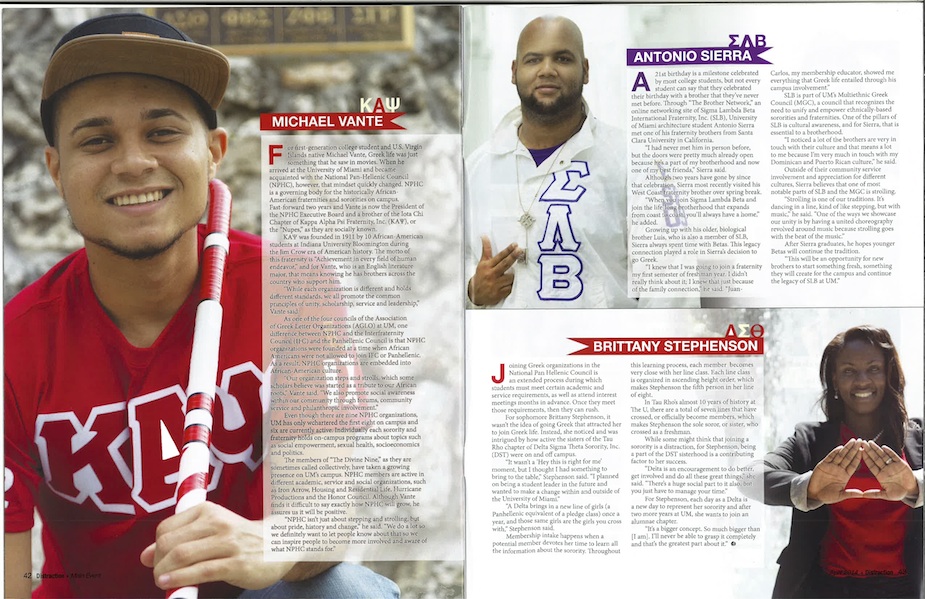 ΚΑΨ
MICHAEL VANTE
For first-generation college student and U.S. Virgin
Islands native Michael Vante, Greek life was just
something that he saw in movies. When he
arrived at the University of Miami and became
acquainted with the National Pan-Hellenic Council
(NPHC), however, that mindset quickly changed. NPHC
is a governing body for the historically African
American fraternities and sororities on campus.
Fast-forward two years and Vante is now the President of
the NPHC Executive Board and a brother of the Iota Chi
Chapter of Kappa Alpha Psi Fraternity, Inc. (KAΨ), or
the "Nupes," as they are socially known.
KAΨ was founded in 1911 by 10 African-American
students at Indiana University Bloomington during
the Jim Crow era of American history. The motto of
this fraternity is "Achievement in every field of human
endeavor," and for Vante, who is an English literature
major, that means knowing he has brothers across the
country who support him.
"While each organization is different and holds
different standards, we all promote the common
principles of unity, scholarship, service and leadership,"
Vante said.
As one of the four councils of the Association
of Greek Letter Organizations (AGLO) at UM, one
difference between NPHC and the Interfraternity
Council (IFC) and the Panhellenic Council is that NPHC
organizations were founded at a time when African
Americans were not allowed to join IFC or Panhellenic.
As a result, NPHC organizations are embedded into
African-American culture.
"Our organization steps and strolls, which some
scholars believe was started as a tribute to our African
roots," Vante said. "We also promote social awareness
within our community through forums, community
service and philanthropic involvement."
Even though there are nine NPHC organizations,
UM has only chartered the first eight on campus and
six are currently active. Individually each sorority and
fraternity holds on-campus programs about topics such
as social empowerment, sexual health, socioeconomics
and politics.
The members of "The Divine Nine," as they are
sometimes called collectively, have taken a growing
presence on UM's campus. NPHC members are active in
different academic, service and social organizations, such
as Iron Arrow, Housing and Residential Life, Hurricane
Productions and the Honor Council. Although Vante
finds it difficult to say exactly how NPHC will grow, he
assures us it will be positive.
"NPHC isn't just about stepping and strolling, but
about pride, history and change," he said. "We do a lot so
we definitely want to let people know about that so we
can inspire people to become more involved and aware of
what NPHC stands for."
ΚΑΨ
42 Distraction
ΣΛΒ
ANTONIO SIERRA
A 21st birthday is a milestone celebrated
by most college students, but not every
student can say that they celebrated
their birthday with a brother that they've never
met before. Through "The Brother Network," an
online networking site of Sigma Lambda Beta
International Fraternity, Inc. (SLB), University
of Miami architecture student Antonio Sierra
met one of his fraternity brothers from Santa
Clara University in California.
"I had never met him in person before,
but the doors were pretty much already open
because he's a part of my brotherhood and now
one of my best friends," Sierra said.
Although two years have gone by since
that celebration, Sierra most recently visited his
West Coast fraternity brother over spring break.
"When you join Sigma Lambda Beta and
join the life of brotherhood that expands
from coast to coast, you'll always have a home,"
he added.
Growing up with his older, biological
brother Luis, who is also a member of SLB,
Sierra always spent time with Betas. This legacy
connection played a role in Sierra's decision to
go Greek.
"I knew that I was going to join a fraternity
my first semester of freshman year. I didn't
really think about it; I knew that just because
of the family connection," he said. "Juan-
Carlos, my membership educator, showed me
everything that Greek life entailed through his
campus involvement."
SLB is part of UM's Multiethnic Greek
Council (MGC), a council that recognizes the
need to unify and empower ethnically-based
sororities and fraternities. One of the pillars of
SLB is cultural awareness, and for Sierra, that is
essential to a brotherhood.
"I noticed a lot of the brothers are very in
touch with their culture and that means a lot
to me because I'm very much in touch with my
Dominican and Puerto Rican culture," he said.
Outside of their community service
involvement and appreciation for different
cultures, Sierra believes that one of most
notable parts of SLB and the MGC is strolling.
"Strolling is one of our traditions. It's
dancing in a line, kind of like stepping, but with
music," he said. "One of the ways we showcase
our unity is by having a united choreography
revolved around music because strolling goes
with the beat of the music."
After Sierra graduates, he hopes younger
Betas will continue the tradition.
"This will be an opportunity for new
brothers to start something fresh, something
they will create for the campus and continue
the legacy of SLB at UM."
ΣΛΒ
ΔΣΘ
BRITTANY STEPHENSON
Joining Greek organizations in the
National Pan Hellenic Council is
an extended process during which
students must meet certain academic and
service requirements, as well as attend interest
meetings months in advance. Once they meet
those requirements, then they can rush.
For sophomore Brittany Stephenson, it
wasn't the idea of going Greek that attracted her
to join Greek life. Instead, she noticed and was
intrigued by how active the sisters of the Tau
Rho chapter of Delta Sigma Theta Sorority, Inc.
(DST) were on and off campus.
"It wasn't a 'Hey this is right for me'
moment, but I thought I had something to
bring to the table," Stephenson said. "I planned
on being a student leader in the future and
wanted to make a change within and outside of
the University of Miami."
"A Delta brings in a new line of girls (a
Panhellenic equivalent of a pledge class) once a
year, and those same girls are the girls you cross
with," Stephenson said.
Membership intake happens when a
potential member devotes her time to learn all
the information about the sorority. Throughout
this learning process, each member becomes
very close with her line class. Each line class
is organized in ascending height order, which
makes Stephenson the fifth person in her line
of eight.
In Tau Rho's almost 10 years of history at
The U, there are a total of seven lines that have
crossed, or officially become members, which
makes Stephenson the sole soror, or sister, who
crossed as a freshman.
While some might think that joining a
sorority is a distraction, for Stephenson, being
a part of the DST sisterhood is a contributing
factor to her success.
"Delta is an encouragement to do better,
get involved and do all these great things," she
said. "There's a huge social part to it also, but
you just have to manage your time."
For Stephenson, each day as a Delta is
a new day to represent her sorority and after
two more years at UM, she wants to join an
alumnae chapter.
"It's a bigger concept. So much bigger than
[I am]. I'll never be able to grasp it completely
and that's the greatest part about it."